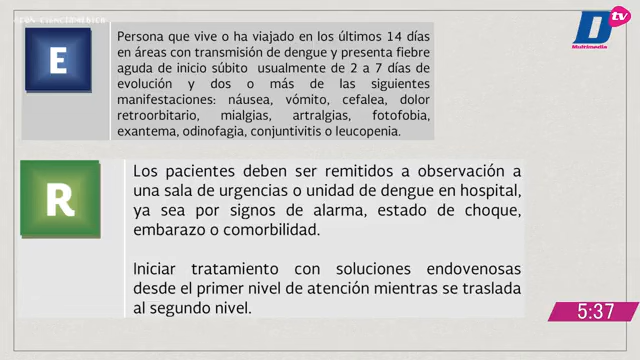 D tv
Multimedia
E
Persona que vive o ha viajado en los últimos 14 días
en áreas con transmisión de dengue y presenta fiebre
aguda de inicio súbito usualmente de 2 a 7 días de
evolución y dos o más de las siguientes
manifestaciones: náusea, vómito, cefalea, dolor
retroorbitario, mialgias, artralgias, fotofobia,
exantema, odinofagia, conjuntivitis o leucopenia.
R
Los pacientes deben ser remitidos a observación a
una sala de urgencias o unidad de dengue en hospital,
ya sea por signos de alarma, estado de choque,
embarazo o comorbilidad.
Iniciar tratamiento con soluciones endovenosas
desde el primer nivel de atención mientras se traslada
al segundo nivel.
5:37